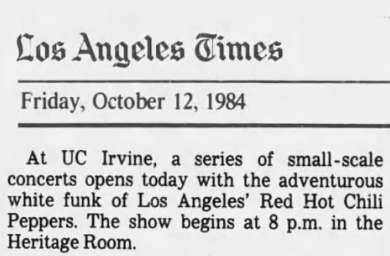 Los Angeles Times
Friday, October 12, 1984
At UC Irvine, a series of small-scale
concerts opens today with the adventurous
white funk of Los Angeles' Red Hot Chili
Peppers. The show begins at 8 p.m. in the
Heritage Room.